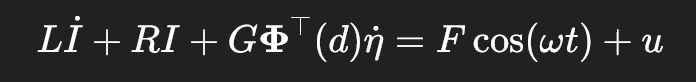 Lİ + RI + GΦ⊤(d)η̇ = F cos(ωt) + u